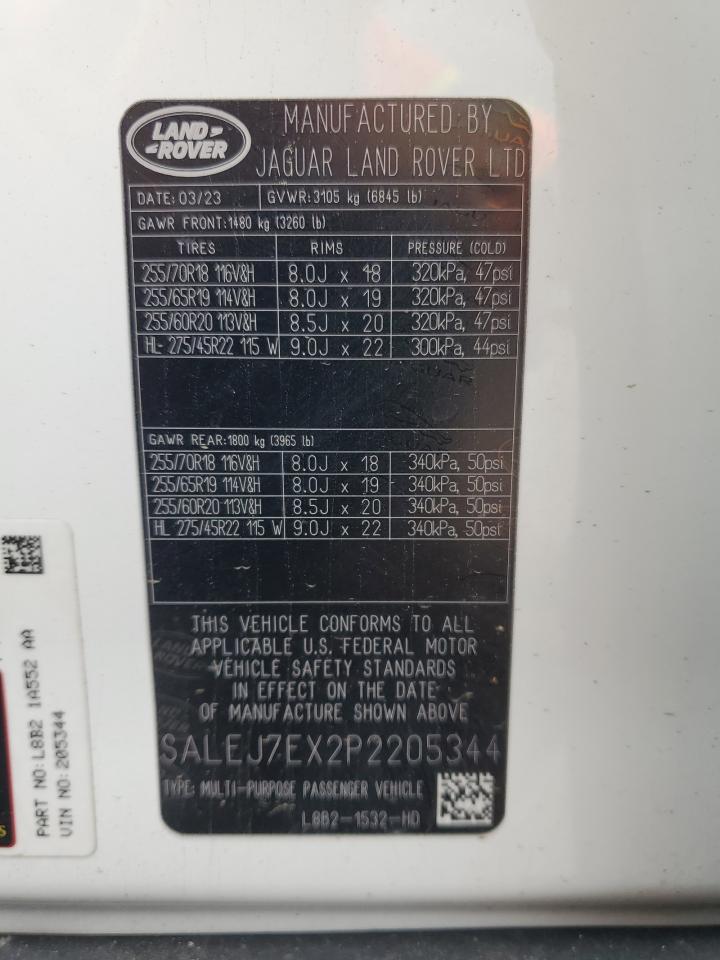 LAND-
-ROVER
MANUFACTURED BY
JAGUAR LAND ROVER LTD
DATE: 03/23 GVWR: 3105 kg (6845 lb)
GAWR FRONT: 1480 kg (3260 lb)
TIRES RIMS PRESSURE (COLD)
255/70R18 116V&H 8.0J x 18 320kPa, 47psi
255/65R19 114V&H 8.0J x 19 320kPa, 47psi
255/60R20 113V&H 8.5J x 20 320kPa, 47psi
HL- 275/45R22 115 W 9.0J x 22 300kPa, 44psi
GAWR REAR: 1800 kg (3965 lb)
255/70R18 116V&H 8.0J x 18 340kPa, 50psi
255/65R19 114V&H 8.0J x 19 340kPa, 50psi
255/60R20 113V&H 8.5J x 20 340kPa, 50psi
HL 275/45R22 115 W 9.0J x 22 340kPa, 50psi
THIS VEHICLE CONFORMS TO ALL
APPLICABLE U.S. FEDERAL MOTOR
VEHICLE SAFETY STANDARDS
IN EFFECT ON THE DATE
OF MANUFACTURE SHOWN ABOVE
SALEJ7EX2P2205344
TYPE: MULTI-PURPOSE PASSENGER VEHICLE
L8B2-1532-HD
PART NO: L8B2 1A552 AA
VIN NO: 205344